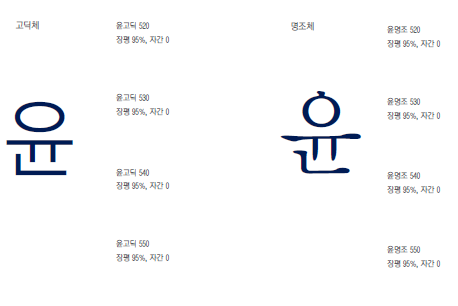 고딕체
윤
윤고딕 520
장평 95%, 자간 0
윤고딕 530
장평 95%, 자간 0
윤고딕 540
장평 95%, 자간 0
윤고딕 550
장평 95%, 자간 0
명조체
윤
윤명조 520
장평 95%, 자간 0
윤명조 530
장평 95%, 자간 0
윤명조 540
장평 95%, 자간 0
윤명조 550
장평 95%, 자간 0